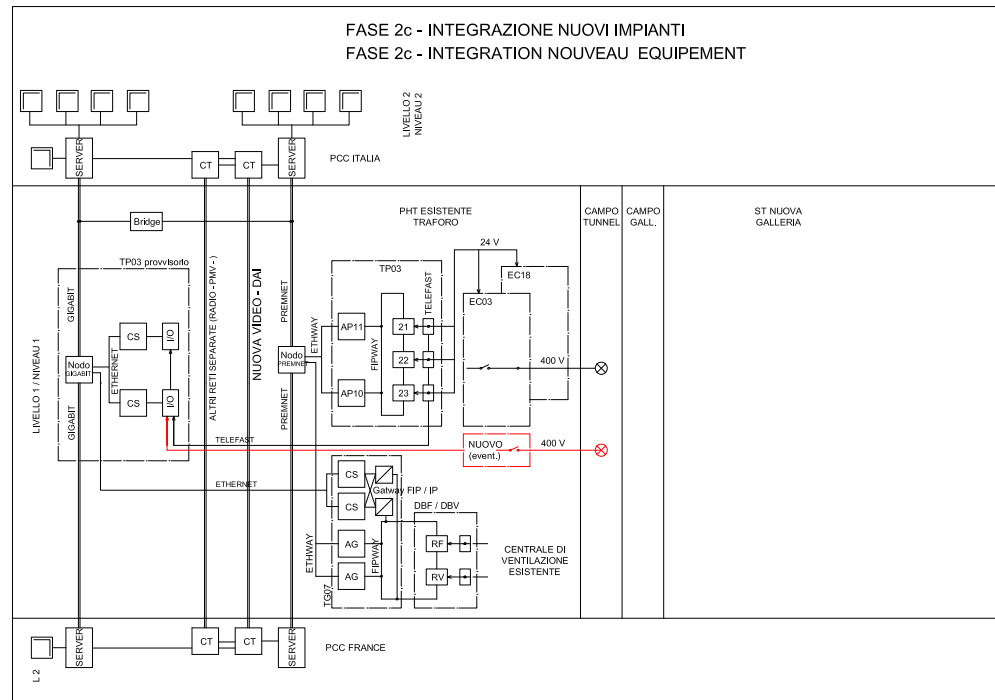 FASE 2c - INTEGRAZIONE NUOVI IMPIANTI
FASE 2c - INTEGRATION NOUVEAU EQUIPEMENT
LIVELLO 2
NIVEAU 2
SERVER
CT
CT
SERVER
PCC ITALIA
LIVELLO 1 / NIVEAU 1
Bridge
PHT ESISTENTE
TRAFORO
CAMPO
TUNNEL
CAMPO
GALL.
ST NUOVA
GALLERIA
TP03 provvisorio
GIGABIT
Nodo
GIGABIT
GIGABIT
ETHERNET
CS
I/O
CS
I/O
ALTRI RETI SEPARATE (RADIO - PMV - )
NUOVA VIDEO - DAI
PREMNET
Nodo
PREMNET
PREMNET
ETHWAY
TP03
AP11
AP10
FIPWAY
21
22
23
TELEFAST
24 V
EC18
EC03
400 V
TELEFAST
NUOVO
(event.)
400 V
ETHERNET
CS
CS
Gatway FIP / IP
ETHWAY
AG
AG
FIPWAY
TG07
DBF / DBV
RF
RV
CENTRALE DI
VENTILAZIONE
ESISTENTE
L 2
SERVER
CT
CT
SERVER
PCC FRANCE